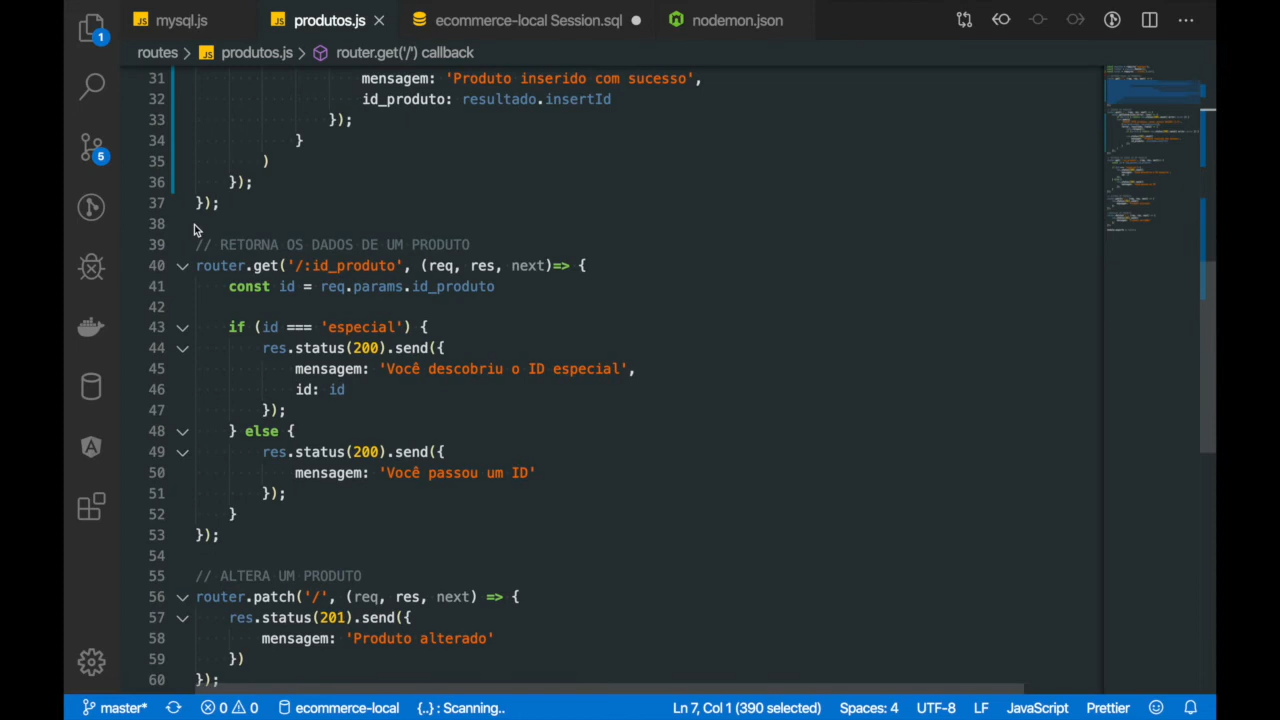 mysql.js
produtos.js
ecommerce-local Session.sql
nodemon.json
routes > JS produtos.js > router.get('/') callback
31 mensagem: 'Produto inserido com sucesso',
32 id_produto: resultado.insertId
33 });
34 }
35 )
36 });
37 });
38
39 // RETORNA OS DADOS DE UM PRODUTO
40 router.get('/:id_produto', (req, res, next)=> {
41 const id = req.params.id_produto
42
43 if (id === 'especial') {
44 res.status(200).send({
45 mensagem: 'Você descobriu o ID especial',
46 id: id
47 });
48 } else {
49 res.status(200).send({
50 mensagem: 'Você passou um ID'
51 });
52 }
53 });
54
55 // ALTERA UM PRODUTO
56 router.patch('/', (req, res, next) => {
57 res.status(201).send({
58 mensagem: 'Produto alterado'
59 })
60 });
1
5
master* 0 0 ecommerce-local {..} : Scanning.. Ln 7, Col 1 (390 selected) Spaces: 4 UTF-8 LF JavaScript Prettier